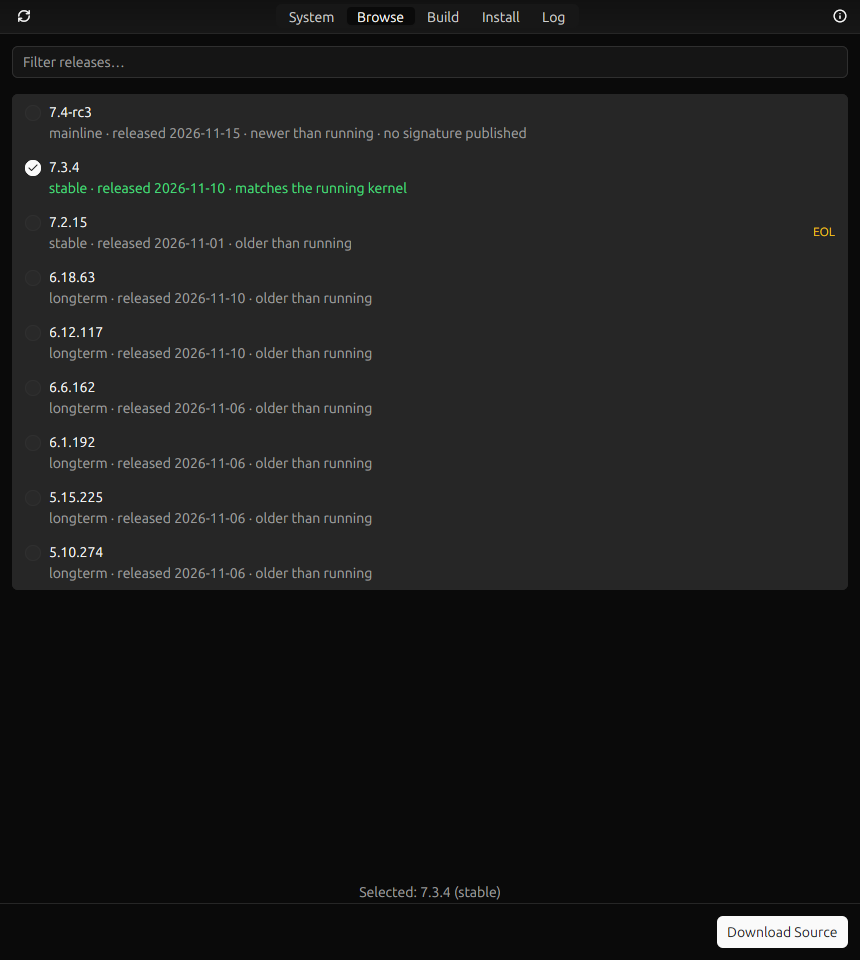 System Browse Build Install Log
Filter releases…
7.4-rc3
mainline · released 2026-11-15 · newer than running · no signature published
7.3.4
stable · released 2026-11-10 · matches the running kernel
7.2.15
stable · released 2026-11-01 · older than running
EOL
6.18.63
longterm · released 2026-11-10 · older than running
6.12.117
longterm · released 2026-11-10 · older than running
6.6.162
longterm · released 2026-11-06 · older than running
6.1.192
longterm · released 2026-11-06 · older than running
5.15.225
longterm · released 2026-11-06 · older than running
5.10.274
longterm · released 2026-11-06 · older than running
Selected: 7.3.4 (stable)
Download Source